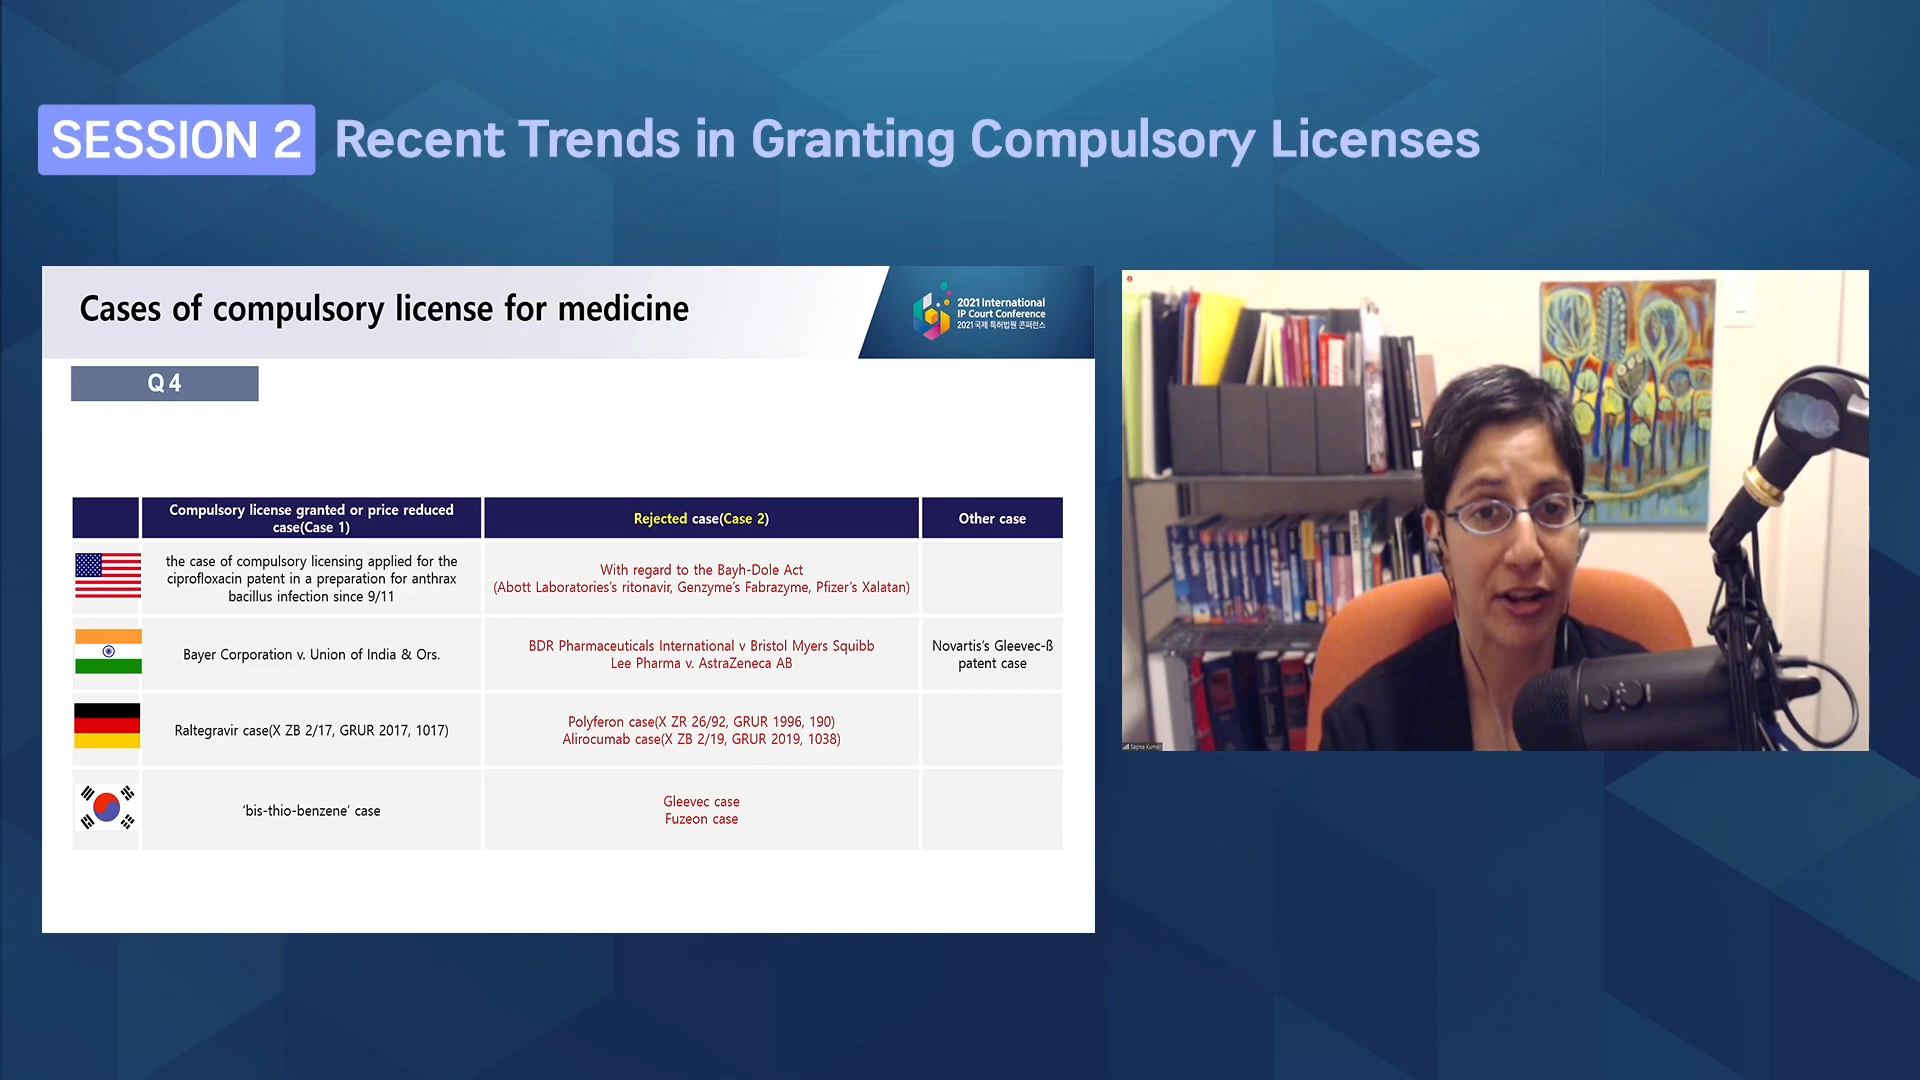 SESSION 2 Recent Trends in Granting Compulsory Licenses
Cases of compulsory license for medicine
2021 International
IP Court Conference
2021 국제 특허법원 콘퍼런스
Q 4
Compulsory license granted or price reduced
case(Case 1)
Rejected case(Case 2)
Other case
the case of compulsory licensing applied for the
ciprofloxacin patent in a preparation for anthrax
bacillus infection since 9/11
With regard to the Bayh-Dole Act
(Abott Laboratories's ritonavir, Genzyme's Fabrazyme, Pfizer's Xalatan)
Bayer Corporation v. Union of India & Ors.
BDR Pharmaceuticals International v Bristol Myers Squibb
Lee Pharma v. AstraZeneca AB
Novartis's Gleevec-ß
patent case
Raltegravir case(X ZB 2/17, GRUR 2017, 1017)
Polyferon case(X ZR 26/92, GRUR 1996, 190)
Alirocumab case(X ZB 2/19, GRUR 2019, 1038)
'bis-thio-benzene' case
Gleevec case
Fuzeon case
Sapna Kumar